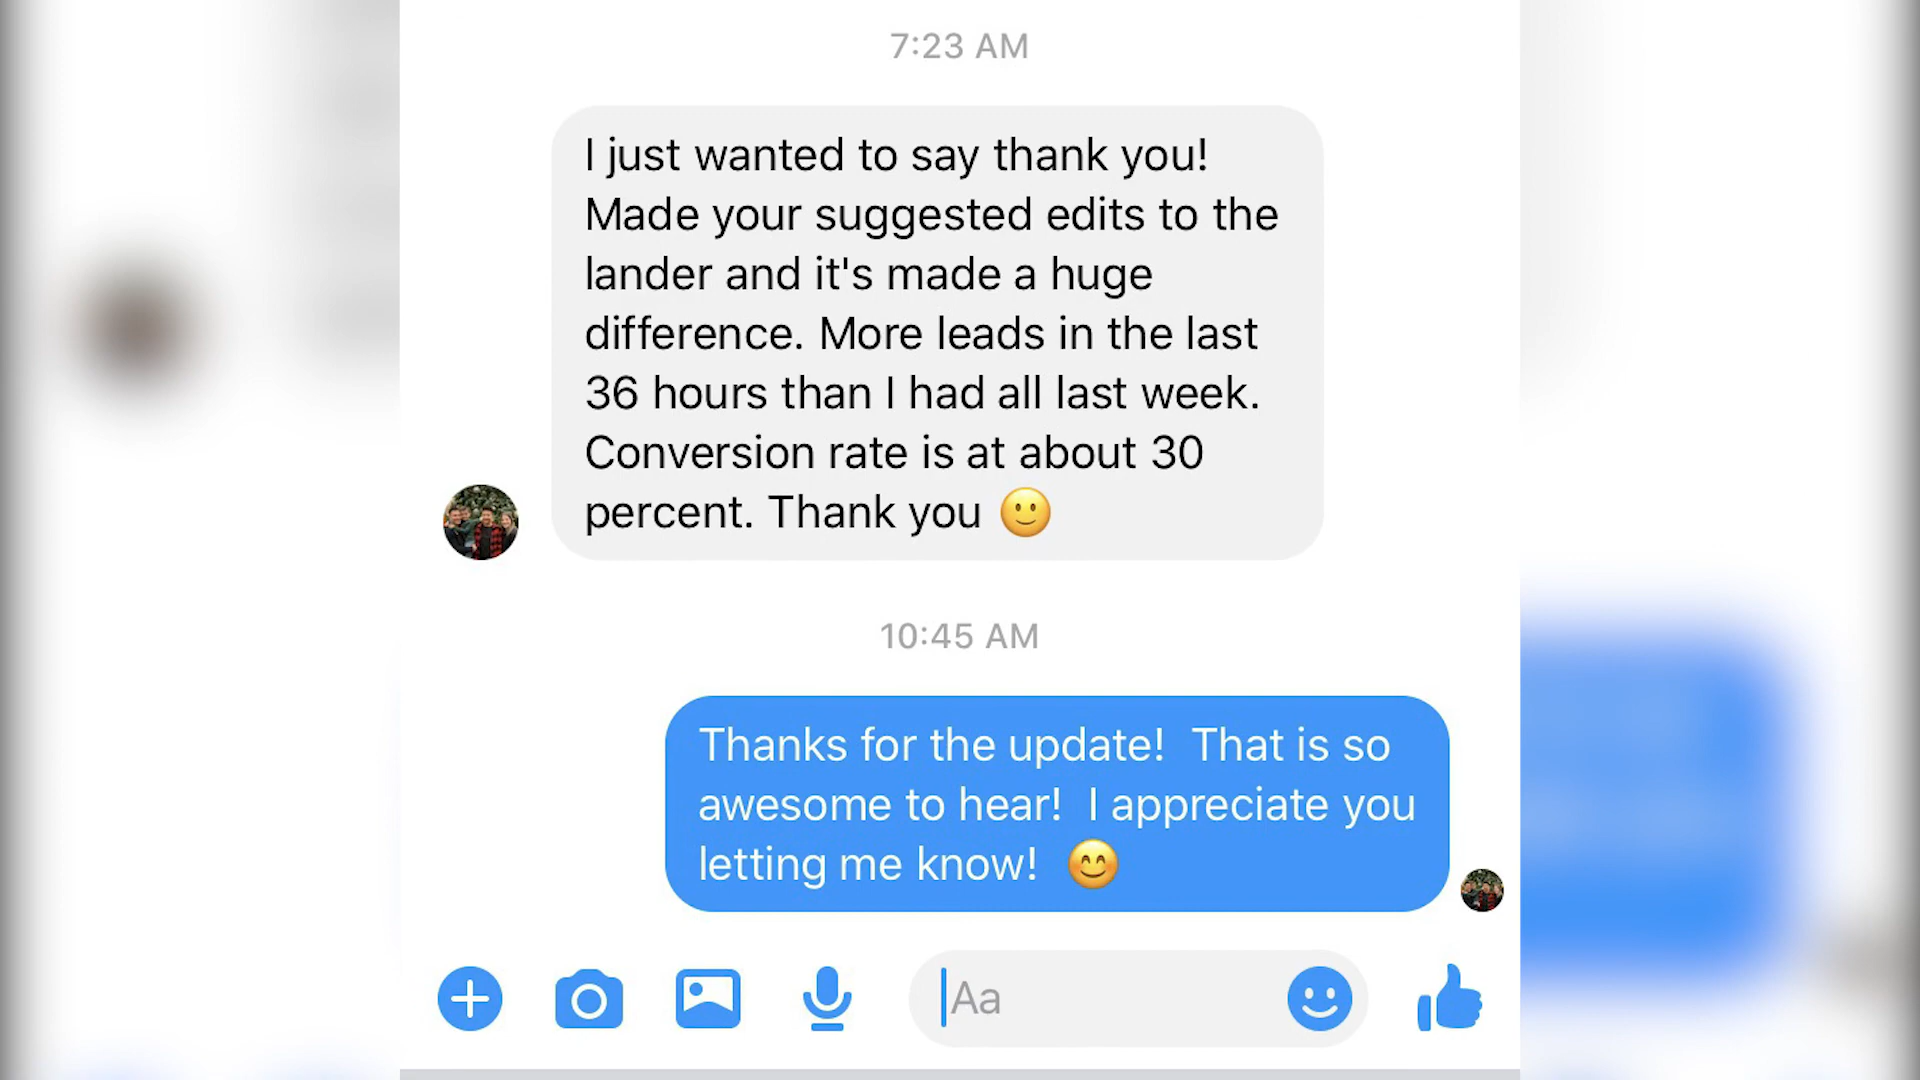 7:23 AM
I just wanted to say thank you!
Made your suggested edits to the
lander and it's made a huge
difference. More leads in the last
36 hours than I had all last week.
Conversion rate is at about 30
percent. Thank you 🙂
10:45 AM
Thanks for the update!  That is so
awesome to hear!  I appreciate you
letting me know!  😊
Aa